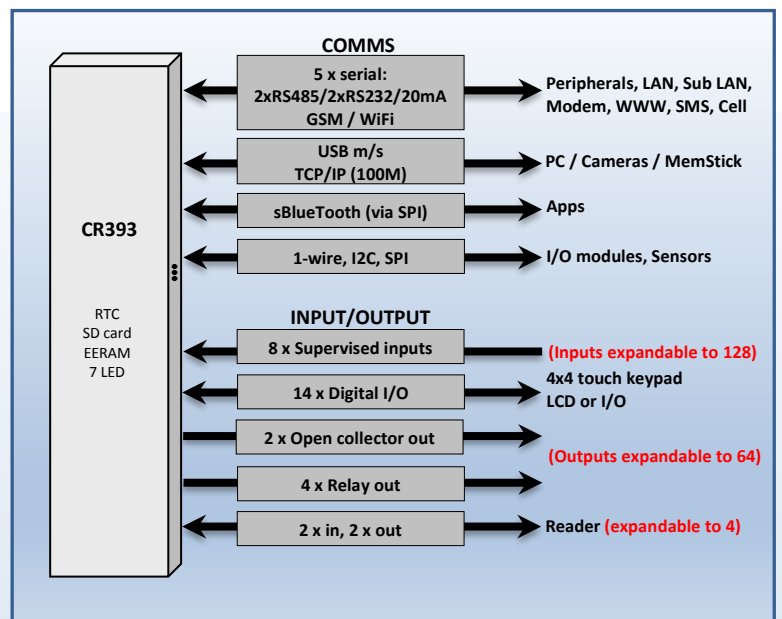 COMMS
5 x serial:
2xRS485/2xRS232/20mA
GSM / WiFi
Peripherals, LAN, Sub LAN,
Modem, WWW, SMS, Cell
USB m/s
TCP/IP (100M)
PC / Cameras / MemStick
sBlueTooth (via SPI)
Apps
1-wire, I2C, SPI
I/O modules, Sensors
CR393
RTC
SD card
EERAM
7 LED
INPUT/OUTPUT
8 x Supervised inputs
(Inputs expandable to 128)
14 x Digital I/O
4x4 touch keypad
LCD or I/O
2 x Open collector out
(Outputs expandable to 64)
4 x Relay out
2 x in, 2 x out
Reader (expandable to 4)